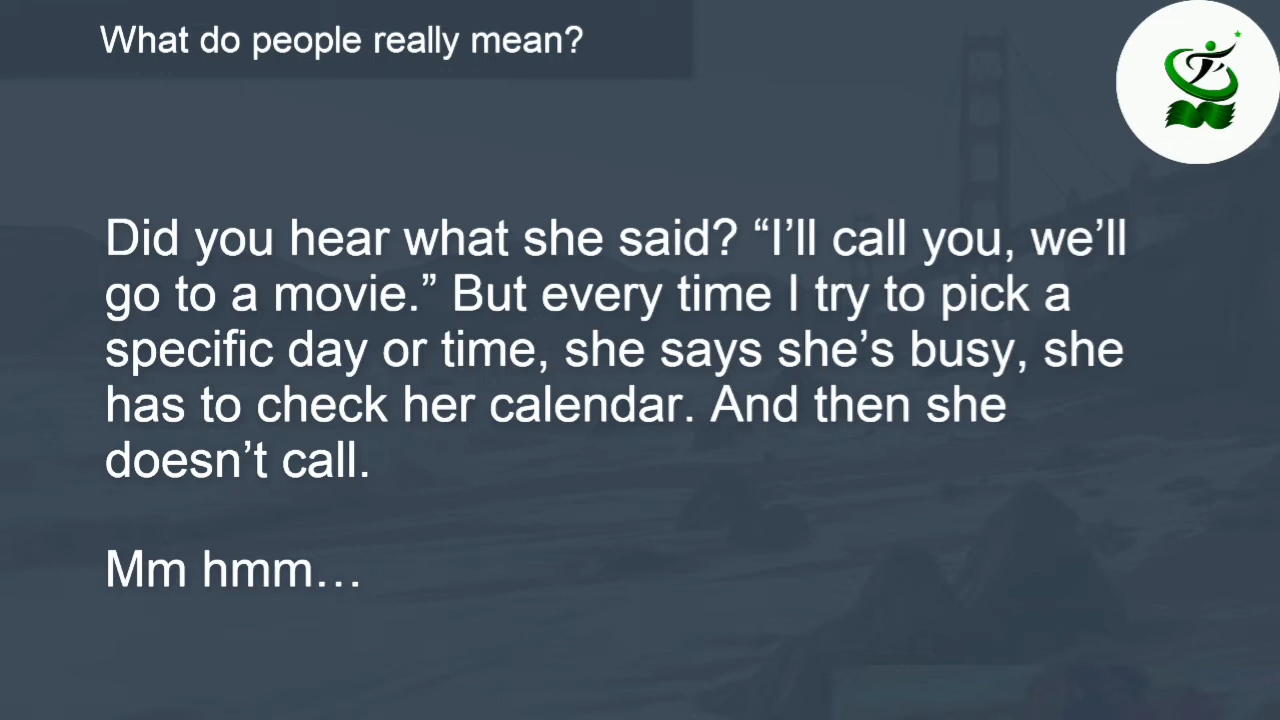 What do people really mean?
Did you hear what she said? “I’ll call you, we’ll
go to a movie.” But every time I try to pick a
specific day or time, she says she’s busy, she
has to check her calendar. And then she
doesn’t call.
Mm hmm…